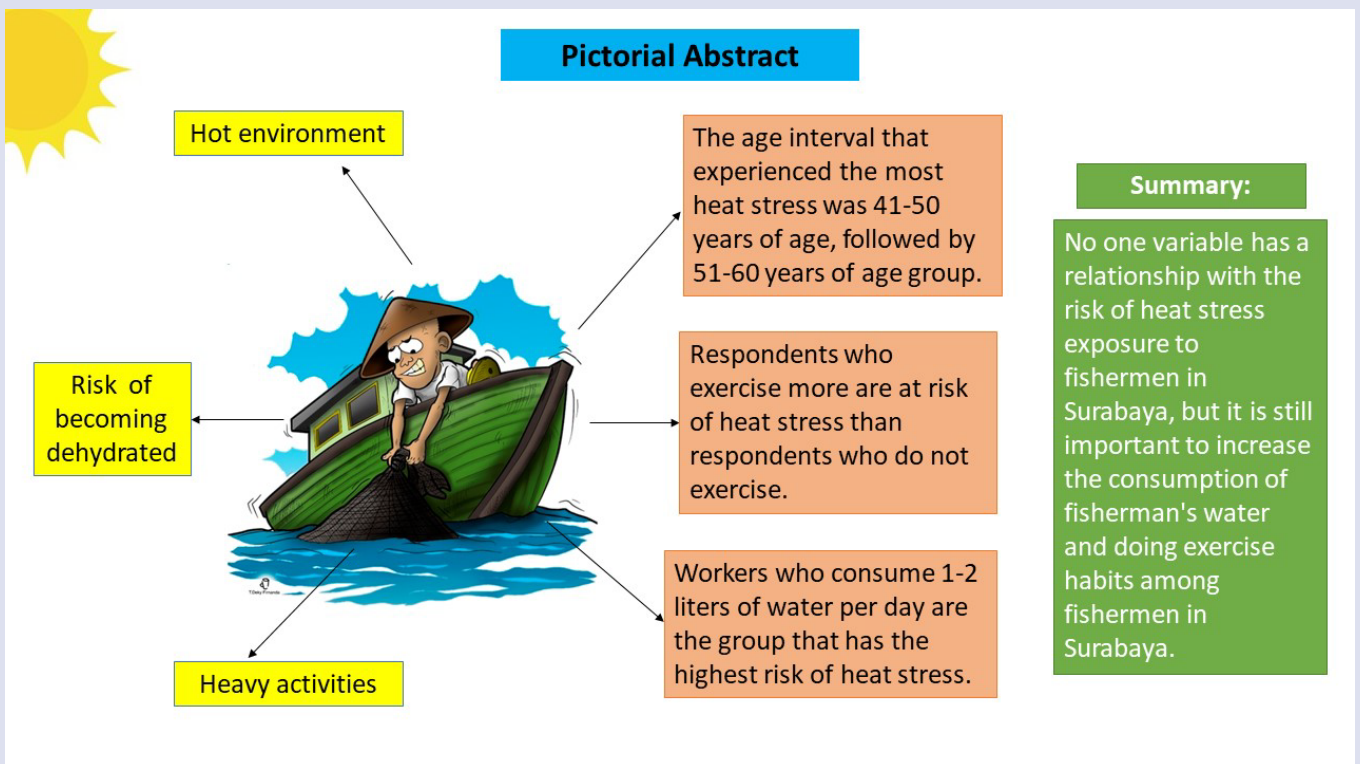 Pictorial Abstract
Hot environment
Risk of
becoming
dehydrated
Heavy activities
The age interval that
experienced the most
heat stress was 41-50
years of age, followed by
51-60 years of age group.
Respondents who
exercise more are at risk
of heat stress than
respondents who do not
exercise.
Workers who consume 1-2
liters of water per day are
the group that has the
highest risk of heat stress.
Summary:
No one variable has a
relationship with the
risk of heat stress
exposure to
fishermen in
Surabaya, but it is still
important to increase
the consumption of
fisherman's water
and doing exercise
habits among
fishermen in
Surabaya.